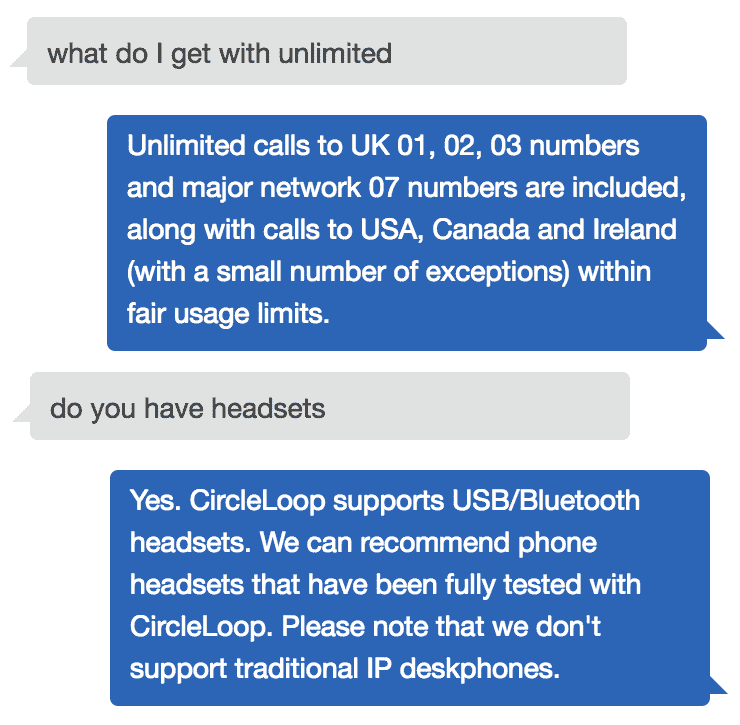 what do I get with unlimited
Unlimited calls to UK 01, 02, 03 numbers
and major network 07 numbers are included,
along with calls to USA, Canada and Ireland
(with a small number of exceptions) within
fair usage limits.
do you have headsets
Yes. CircleLoop supports USB/Bluetooth
headsets. We can recommend phone
headsets that have been fully tested with
CircleLoop. Please note that we don't
support traditional IP deskphones.